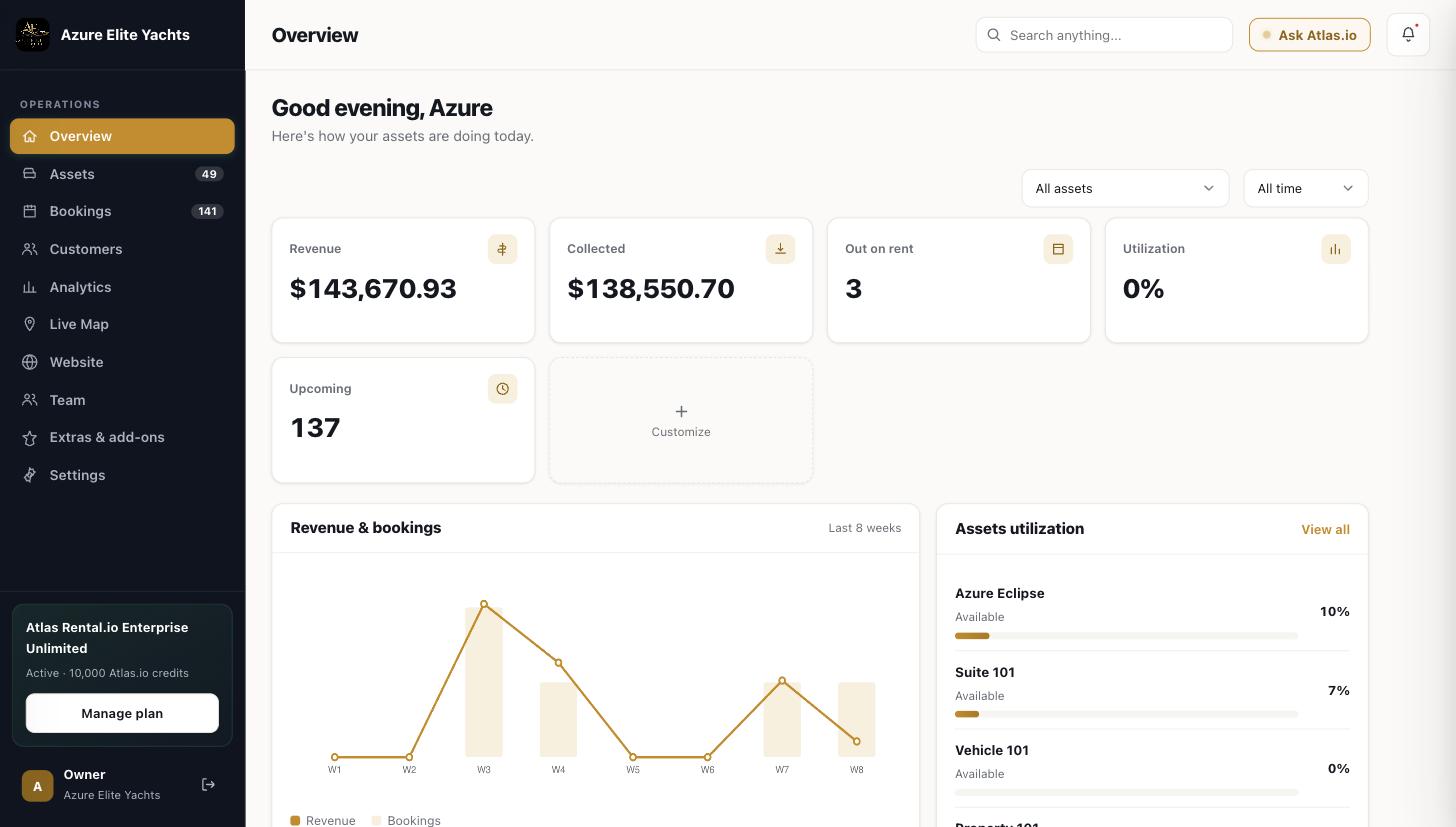 Azure Elite Yachts
Overview
Search anything...
Ask Atlas.io
OPERATIONS
Overview
Assets 49
Bookings 141
Customers
Analytics
Live Map
Website
Team
Extras & add-ons
Settings
Atlas Rental.io Enterprise
Unlimited
Active · 10,000 Atlas.io credits
Manage plan
A
Owner
Azure Elite Yachts
Good evening, Azure
Here's how your assets are doing today.
All assets
All time
Revenue
$143,670.93
Collected
$138,550.70
Out on rent
3
Utilization
0%
Upcoming
137
Customize
Revenue & bookings
Last 8 weeks
W1 W2 W3 W4 W5 W6 W7 W8
Revenue Bookings
Assets utilization
View all
Azure Eclipse
Available
10%
Suite 101
Available
7%
Vehicle 101
Available
0%
Property 101